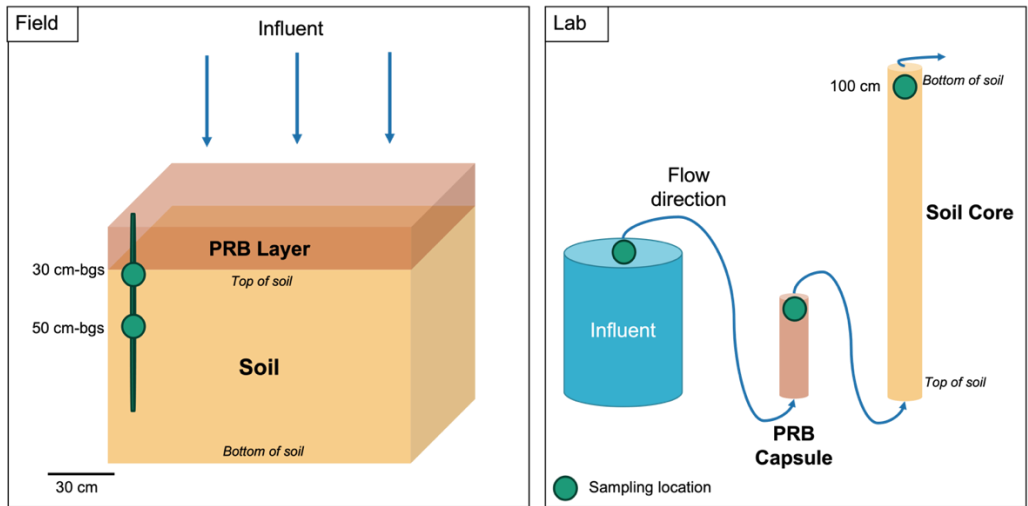 Field
Influent
PRB Layer
30 cm-bgs
Top of soil
50 cm-bgs
Soil
Bottom of soil
30 cm
Lab
100 cm
Bottom of soil
Flow
direction
Soil Core
Influent
Top of soil
PRB
Capsule
Sampling location